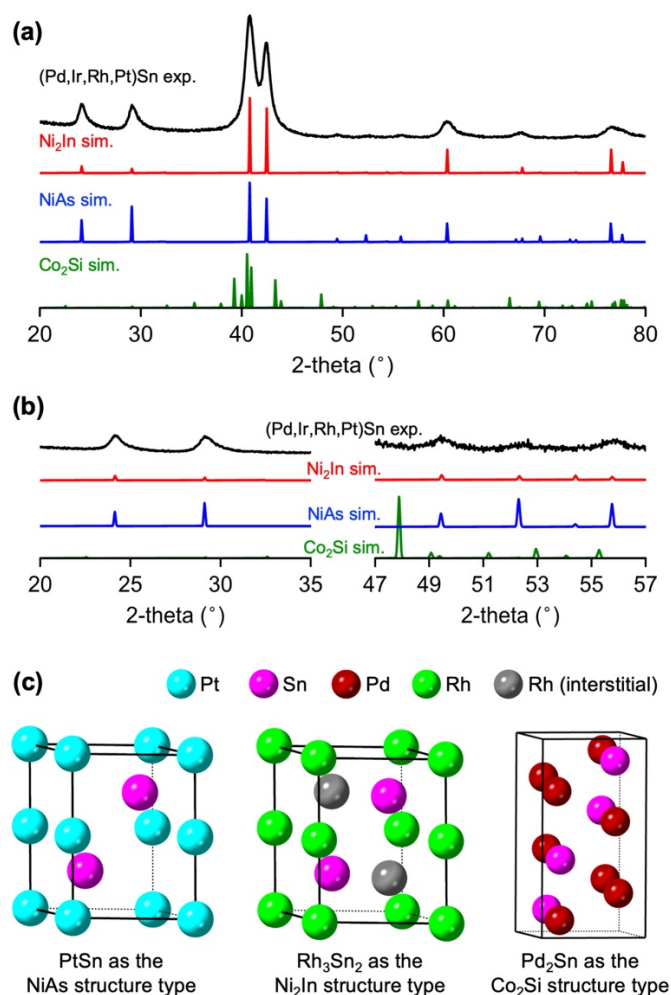 (a)
(Pd,Ir,Rh,Pt)Sn exp.
Ni₂In sim.
NiAs sim.
Co₂Si sim.
20 30 40 50 60 70 80
2-theta (°)
(b)
(Pd,Ir,Rh,Pt)Sn exp.
Ni₂In sim.
NiAs sim.
Co₂Si sim.
20 25 30 35 47 49 51 53 55 57
2-theta (°) 2-theta (°)
(c)
Pt Sn Pd Rh Rh (interstitial)
PtSn as the Rh₃Sn₂ as the Pd₂Sn as the
NiAs structure type Ni₂In structure type Co₂Si structure type